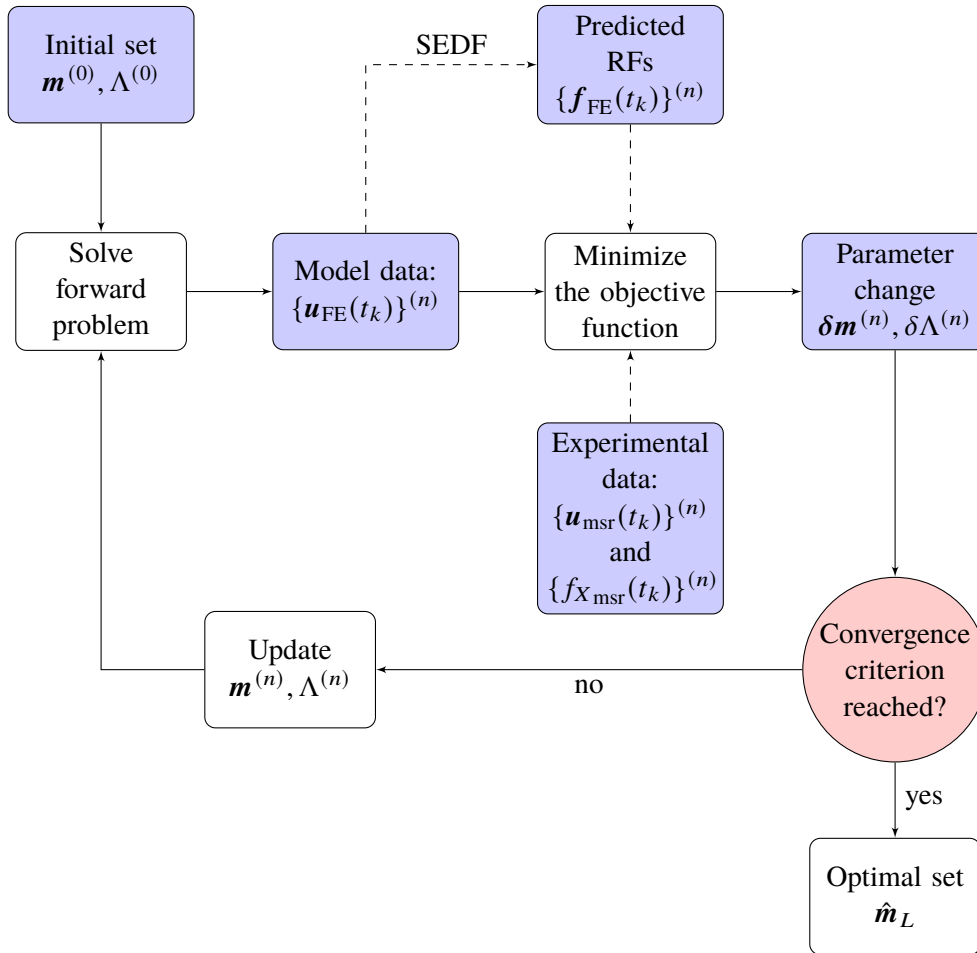 Initial set
𝒎^(0), Λ^(0)
SEDF
Predicted
RFs
{𝒇_FE(t_k)}^(n)
Solve
forward
problem
Model data:
{𝒖_FE(t_k)}^(n)
Minimize
the objective
function
Parameter
change
𝜹𝒎^(n), δΛ^(n)
Experimental
data:
{𝒖_msr(t_k)}^(n)
and
{f_X msr(t_k)}^(n)
Update
𝒎^(n), Λ^(n)
no
Convergence
criterion
reached?
yes
Optimal set
𝒎̂_L